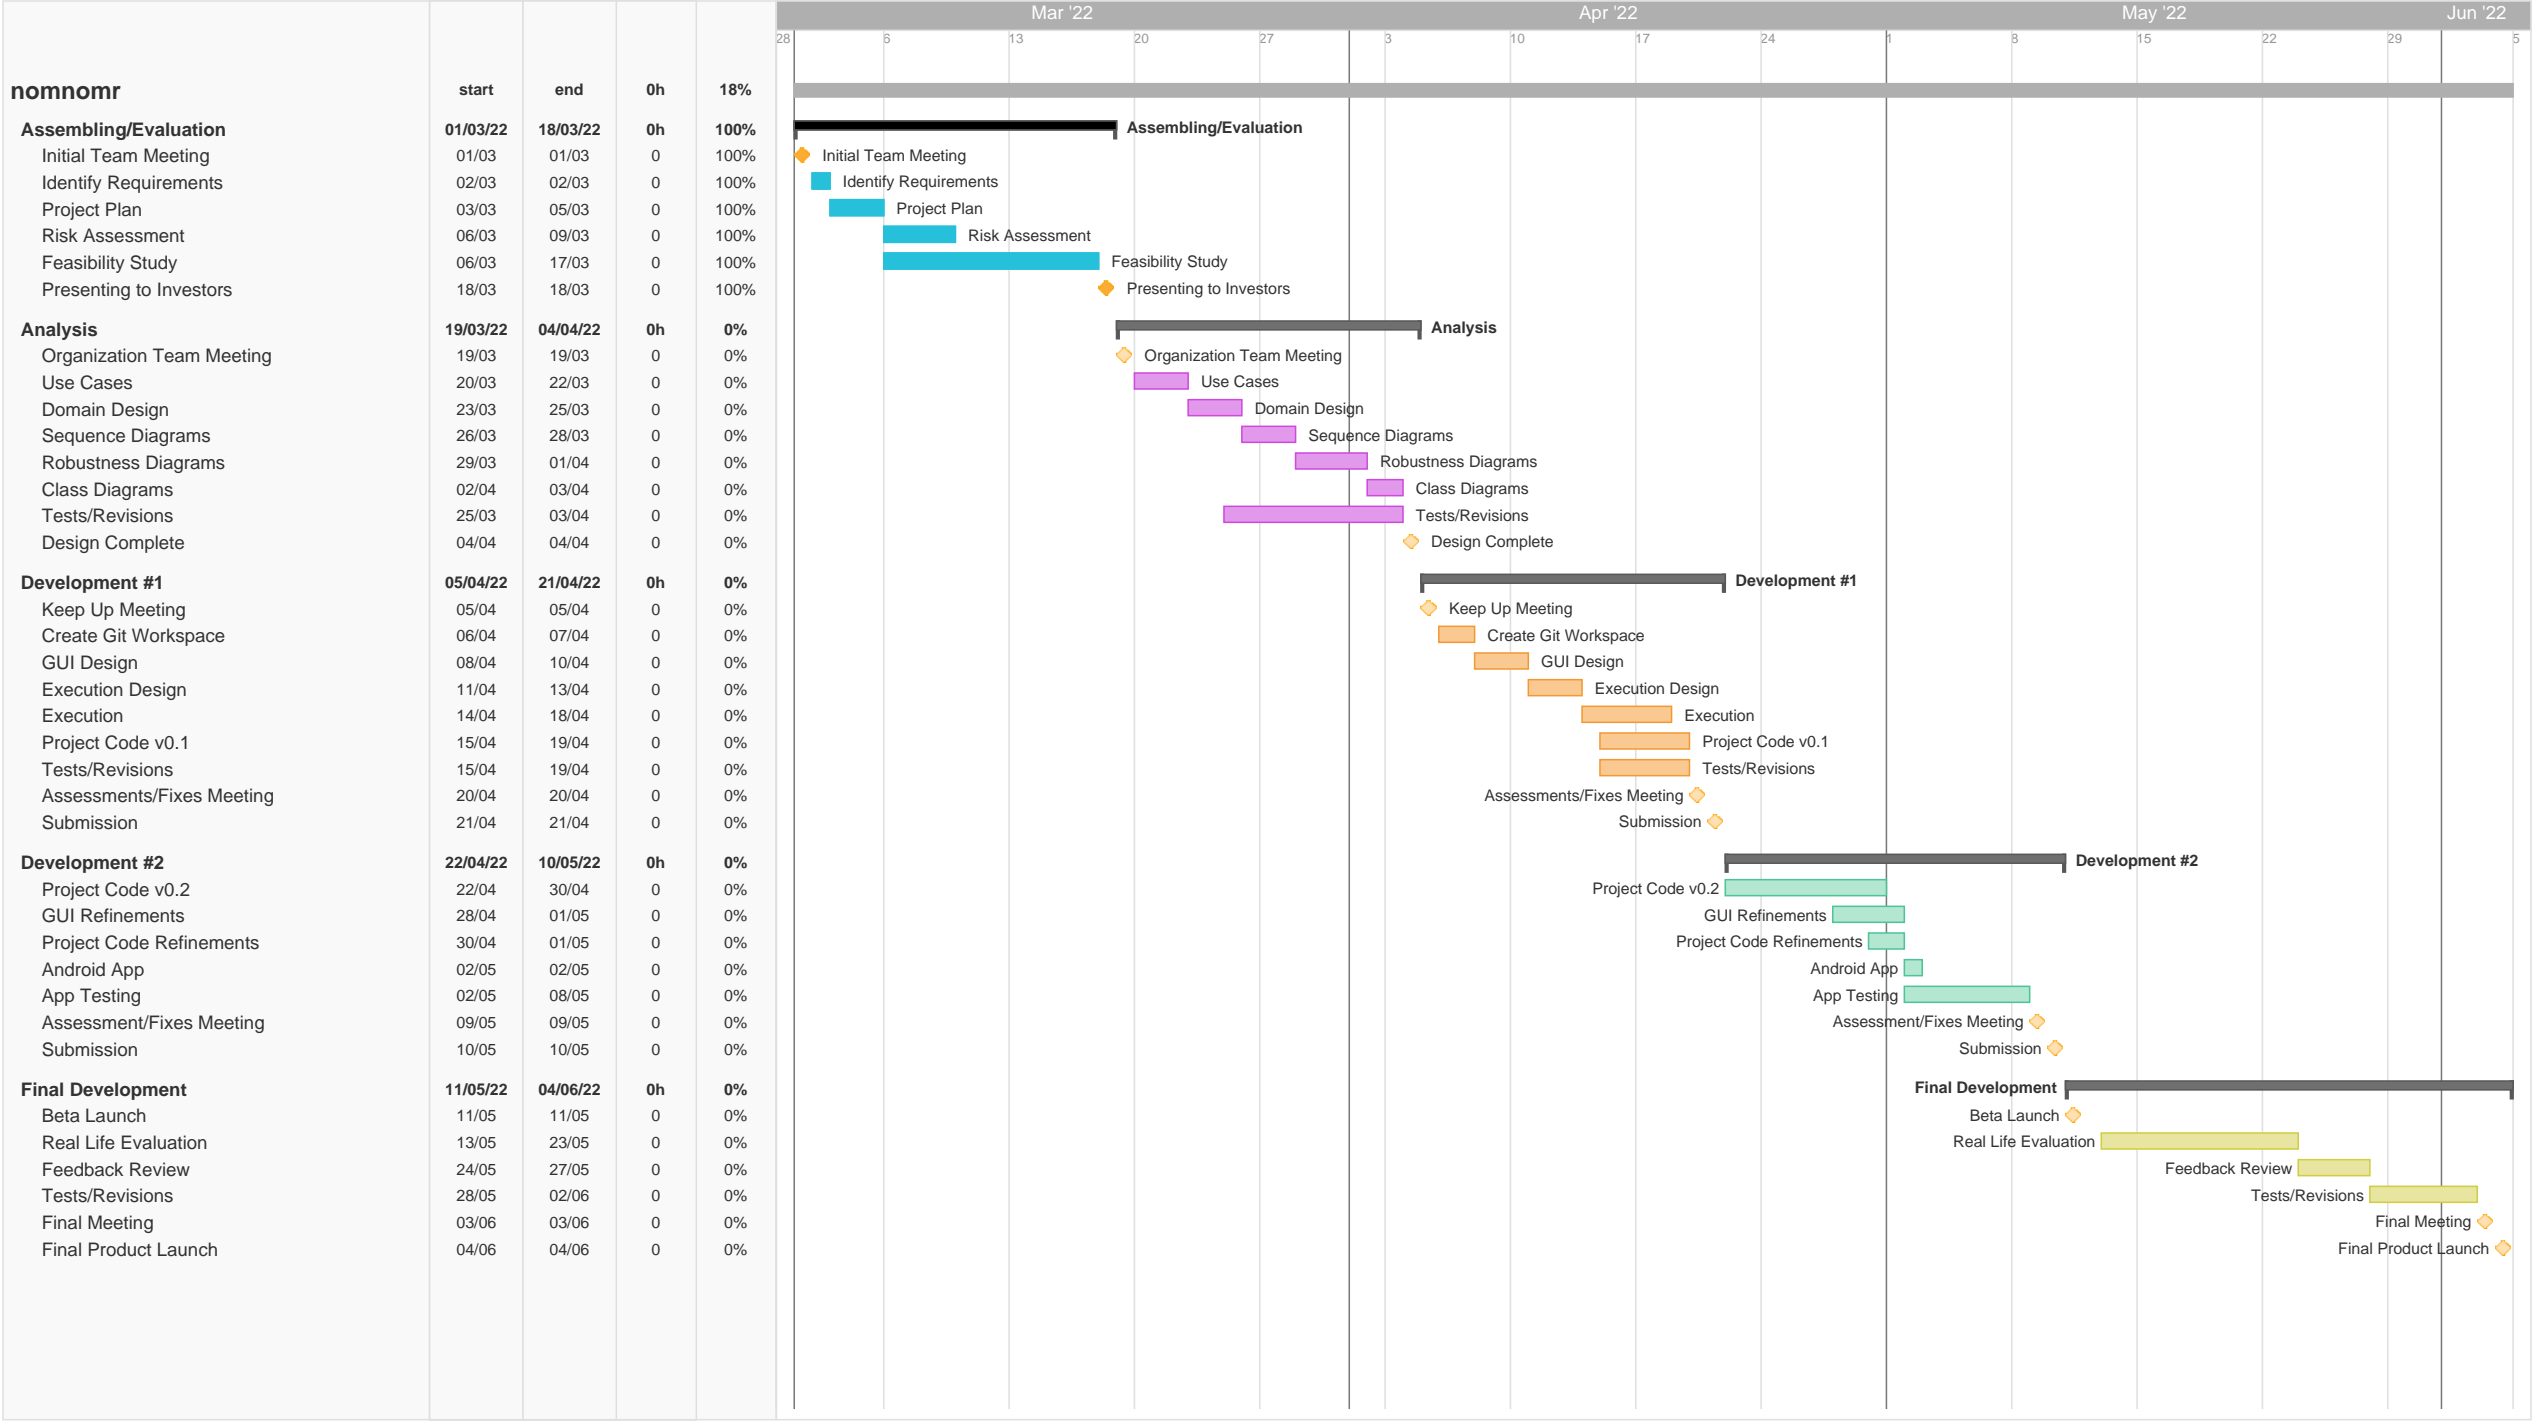 Mar '22 Apr '22 May '22 Jun '22
28 6 13 20 27 3 10 17 24 1 8 15 22 29 5
nomnomr start end 0h 18%
Assembling/Evaluation 01/03/22 18/03/22 0h 100% Assembling/Evaluation
Initial Team Meeting 01/03 01/03 0 100% Initial Team Meeting
Identify Requirements 02/03 02/03 0 100% Identify Requirements
Project Plan 03/03 05/03 0 100% Project Plan
Risk Assessment 06/03 09/03 0 100% Risk Assessment
Feasibility Study 06/03 17/03 0 100% Feasibility Study
Presenting to Investors 18/03 18/03 0 100% Presenting to Investors
Analysis 19/03/22 04/04/22 0h 0% Analysis
Organization Team Meeting 19/03 19/03 0 0% Organization Team Meeting
Use Cases 20/03 22/03 0 0% Use Cases
Domain Design 23/03 25/03 0 0% Domain Design
Sequence Diagrams 26/03 28/03 0 0% Sequence Diagrams
Robustness Diagrams 29/03 01/04 0 0% Robustness Diagrams
Class Diagrams 02/04 03/04 0 0% Class Diagrams
Tests/Revisions 25/03 03/04 0 0% Tests/Revisions
Design Complete 04/04 04/04 0 0% Design Complete
Development #1 05/04/22 21/04/22 0h 0% Development #1
Keep Up Meeting 05/04 05/04 0 0% Keep Up Meeting
Create Git Workspace 06/04 07/04 0 0% Create Git Workspace
GUI Design 08/04 10/04 0 0% GUI Design
Execution Design 11/04 13/04 0 0% Execution Design
Execution 14/04 18/04 0 0% Execution
Project Code v0.1 15/04 19/04 0 0% Project Code v0.1
Tests/Revisions 15/04 19/04 0 0% Tests/Revisions
Assessments/Fixes Meeting 20/04 20/04 0 0% Assessments/Fixes Meeting
Submission 21/04 21/04 0 0% Submission
Development #2 22/04/22 10/05/22 0h 0% Development #2
Project Code v0.2 22/04 30/04 0 0% Project Code v0.2
GUI Refinements 28/04 01/05 0 0% GUI Refinements
Project Code Refinements 30/04 01/05 0 0% Project Code Refinements
Android App 02/05 02/05 0 0% Android App
App Testing 02/05 08/05 0 0% App Testing
Assessment/Fixes Meeting 09/05 09/05 0 0% Assessment/Fixes Meeting
Submission 10/05 10/05 0 0% Submission
Final Development 11/05/22 04/06/22 0h 0% Final Development
Beta Launch 11/05 11/05 0 0% Beta Launch
Real Life Evaluation 13/05 23/05 0 0% Real Life Evaluation
Feedback Review 24/05 27/05 0 0% Feedback Review
Tests/Revisions 28/05 02/06 0 0% Tests/Revisions
Final Meeting 03/06 03/06 0 0% Final Meeting
Final Product Launch 04/06 04/06 0 0% Final Product Launch